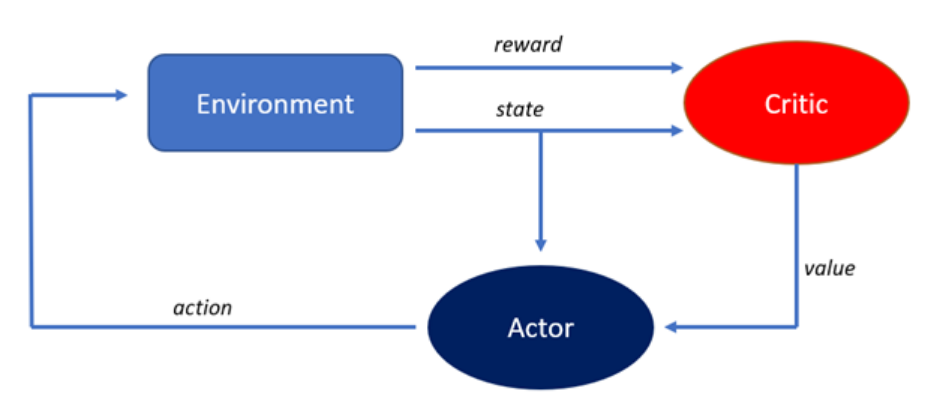 reward
Environment
Critic
state
value
action
Actor